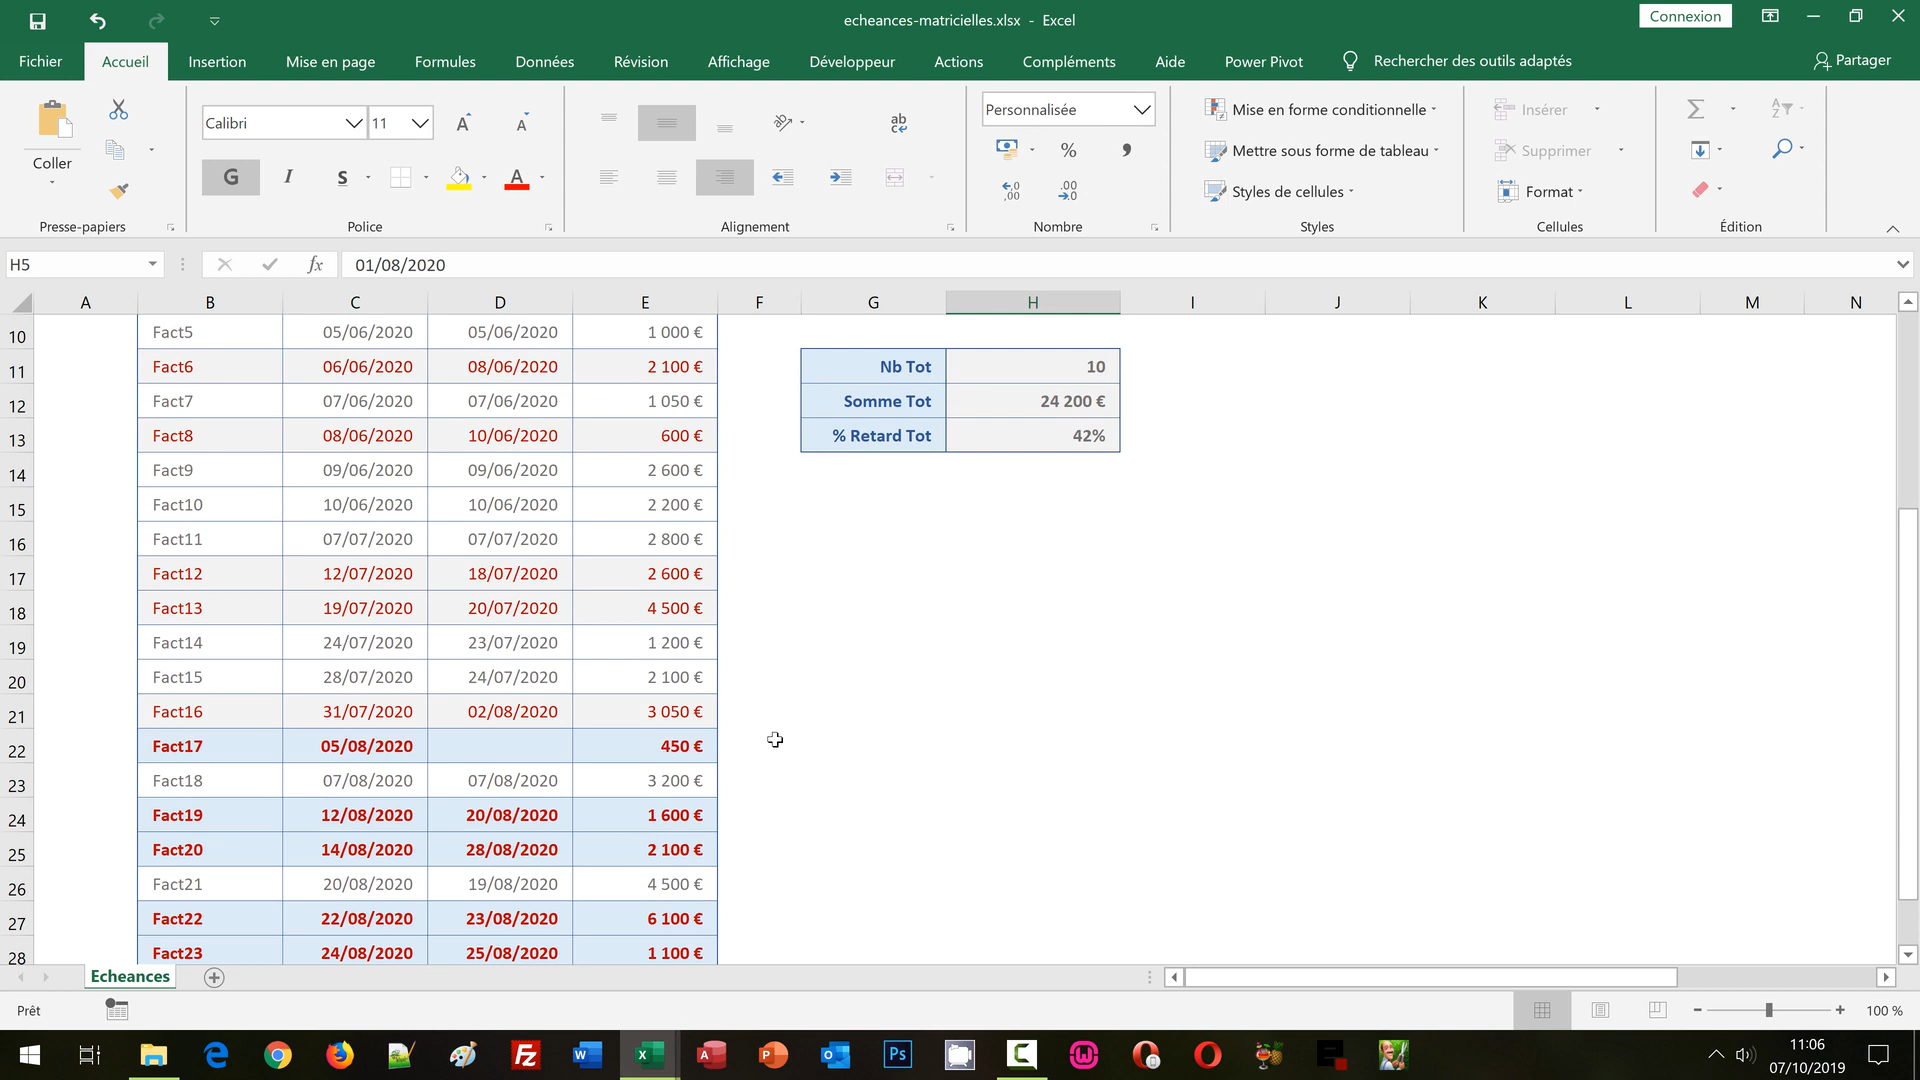 echeances-matricielles.xlsx - Excel
Connexion
Fichier Accueil Insertion Mise en page Formules Données Révision Affichage Développeur Actions Compléments Aide Power Pivot Rechercher des outils adaptés Partager
Coller
Presse-papiers
Calibri 11
G I S A
Police
ab
Alignement
Personnalisée
%
Nombre
Mise en forme conditionnelle
Mettre sous forme de tableau
Styles de cellules
Styles
Insérer
Supprimer
Format
Cellules
Édition
H5 fx 01/08/2020
A B C D E F G H I J K L M N
10 Fact5 05/06/2020 05/06/2020 1 000 €
11 Fact6 06/06/2020 08/06/2020 2 100 € Nb Tot 10
12 Fact7 07/06/2020 07/06/2020 1 050 € Somme Tot 24 200 €
13 Fact8 08/06/2020 10/06/2020 600 € % Retard Tot 42%
14 Fact9 09/06/2020 09/06/2020 2 600 €
15 Fact10 10/06/2020 10/06/2020 2 200 €
16 Fact11 07/07/2020 07/07/2020 2 800 €
17 Fact12 12/07/2020 18/07/2020 2 600 €
18 Fact13 19/07/2020 20/07/2020 4 500 €
19 Fact14 24/07/2020 23/07/2020 1 200 €
20 Fact15 28/07/2020 24/07/2020 2 100 €
21 Fact16 31/07/2020 02/08/2020 3 050 €
22 Fact17 05/08/2020 450 €
23 Fact18 07/08/2020 07/08/2020 3 200 €
24 Fact19 12/08/2020 20/08/2020 1 600 €
25 Fact20 14/08/2020 28/08/2020 2 100 €
26 Fact21 20/08/2020 19/08/2020 4 500 €
27 Fact22 22/08/2020 23/08/2020 6 100 €
28 Fact23 24/08/2020 25/08/2020 1 100 €
Echeances
Prêt
100 %
11:06
07/10/2019